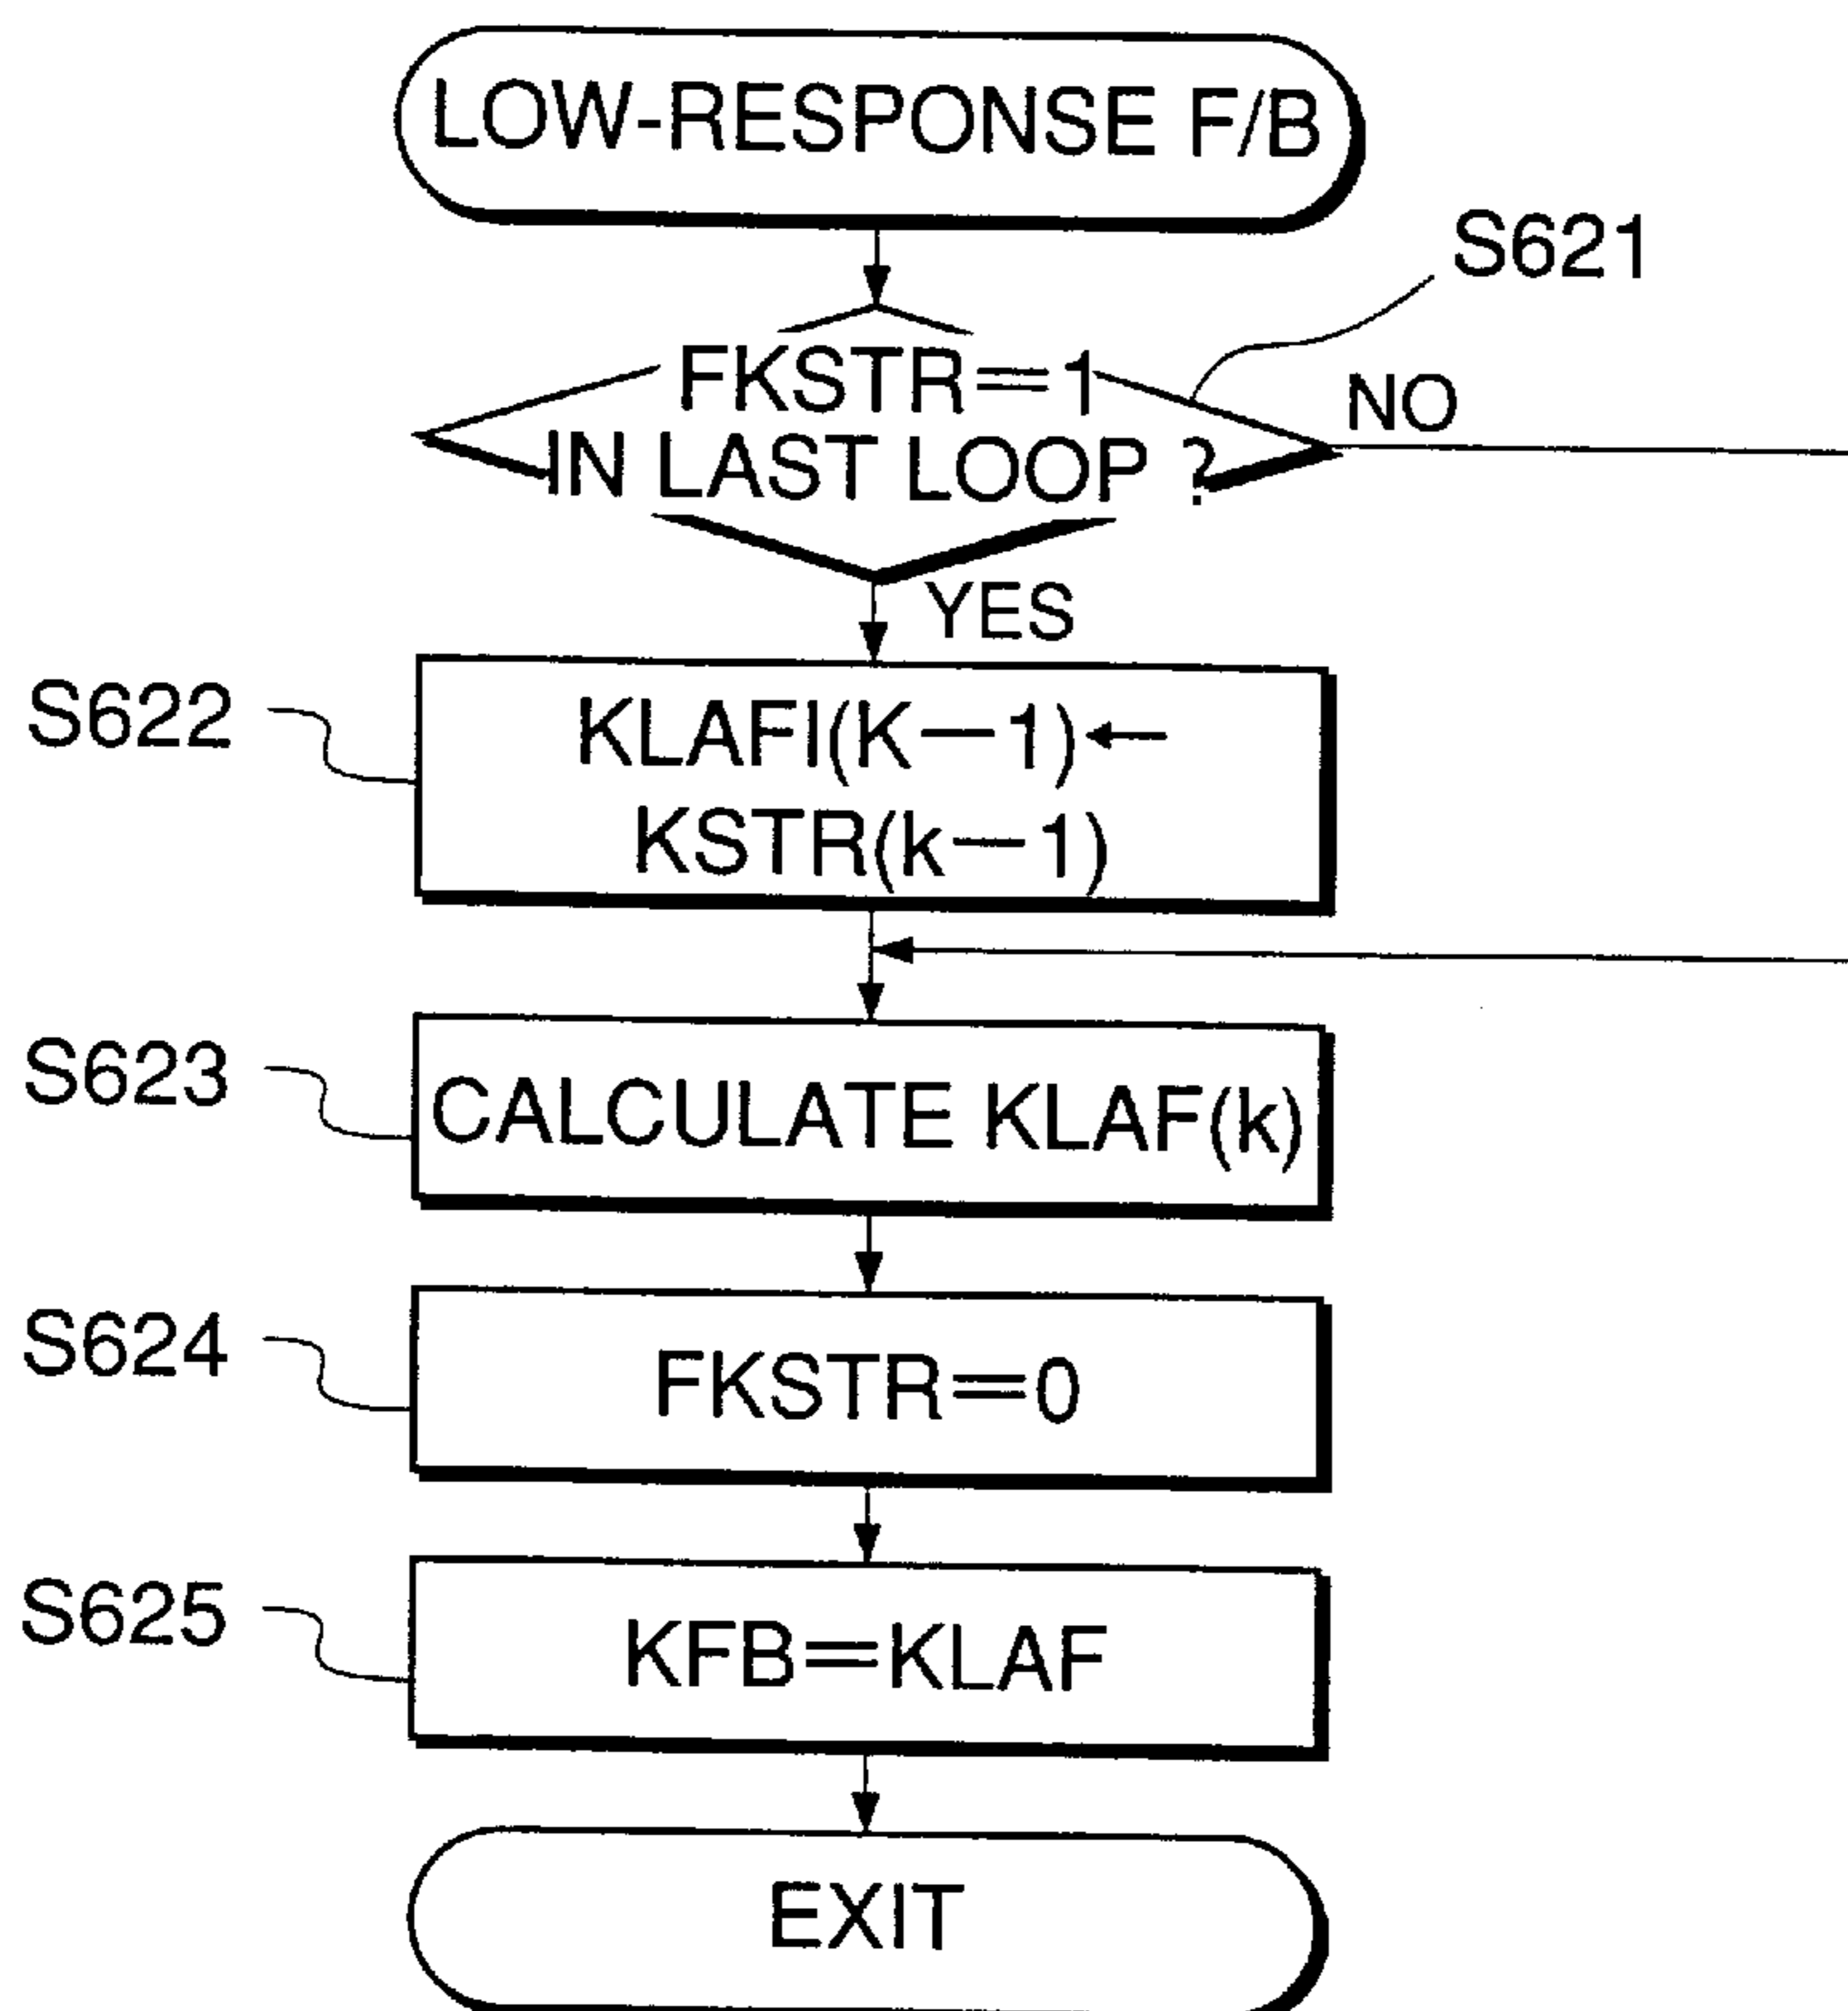 LOW-RESPONSE F/B
S621
FKSTR=1
IN LAST LOOP ?
NO
YES
S622
KLAFI(K-1)←
KSTR(k-1)
S623
CALCULATE KLAF(k)
S624
FKSTR=0
S625
KFB=KLAF
EXIT